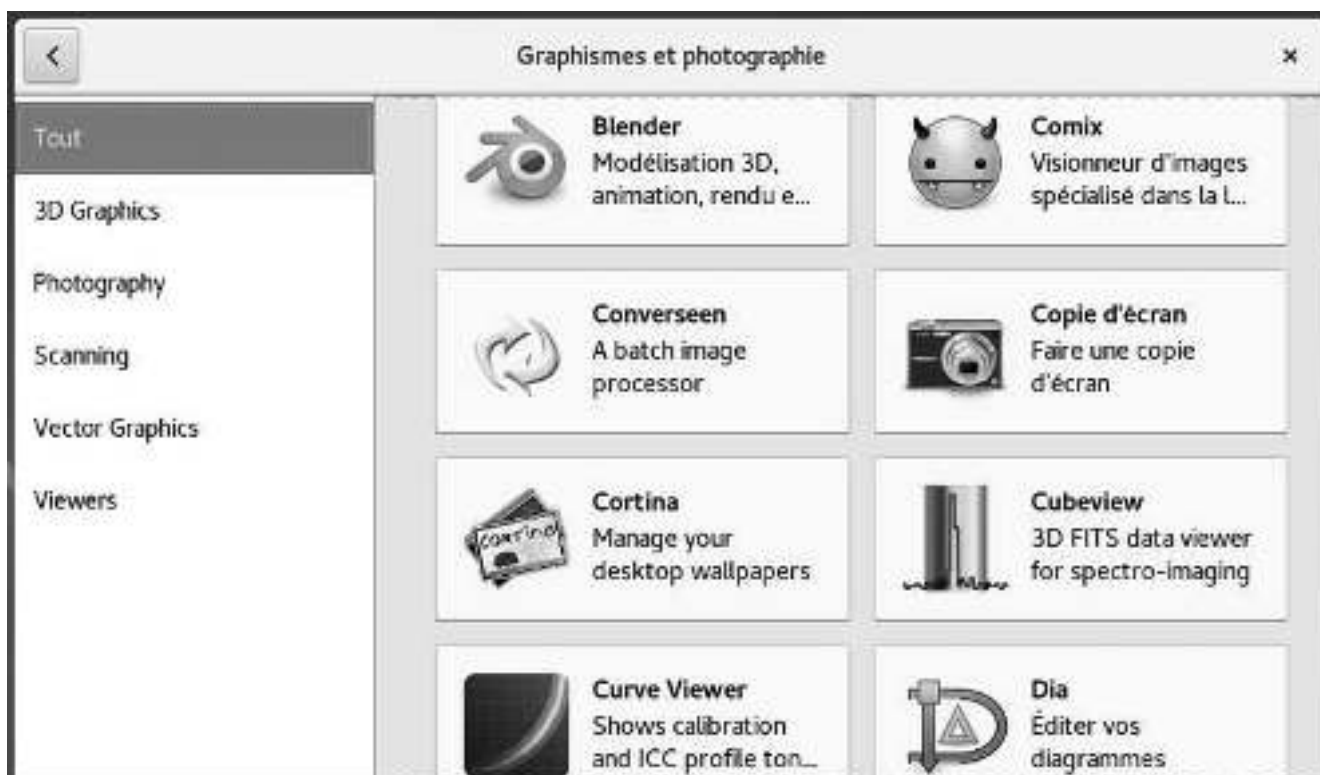 Graphismes et photographie
Tout
3D Graphics
Photography
Scanning
Vector Graphics
Viewers
Blender
Modélisation 3D,
animation, rendu e...
Comix
Visionneur d'images
spécialisé dans la l...
Converseen
A batch image
processor
Copie d'écran
Faire une copie
d'écran
Cortina
Manage your
desktop wallpapers
Cubeview
3D FITS data viewer
for spectro-imaging
Curve Viewer
Shows calibration
and ICC profile ton...
Dia
Éditer vos
diagrammes